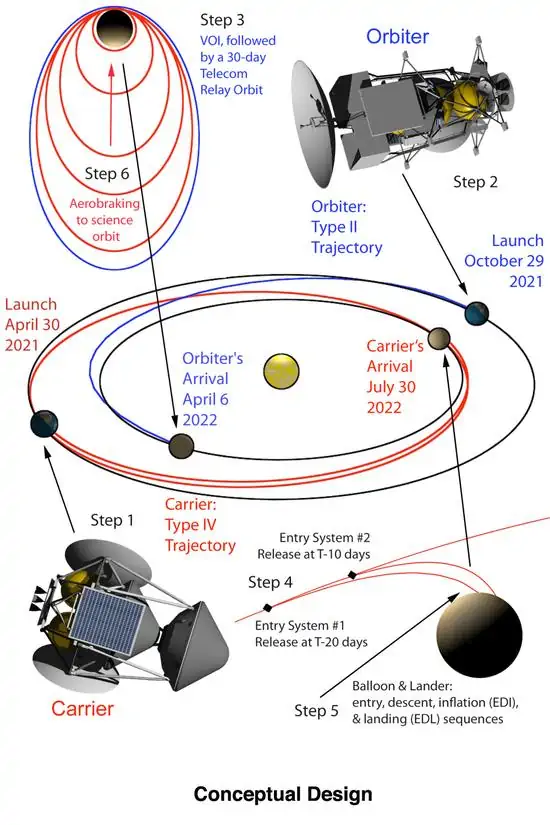 Step 3
VOI, followed
by a 30-day
Telecom
Relay Orbit
Orbiter
Step 6
Aerobraking
to science
orbit
Step 2
Orbiter:
Type II
Trajectory
Launch
October 29
2021
Launch
April 30
2021
Orbiter's
Arrival
April 6
2022
Carrier's
Arrival
July 30
2022
Step 1
Carrier:
Type IV
Trajectory
Entry System #2
Release at T-10 days
Step 4
Entry System #1
Release at T-20 days
Carrier
Step 5
Balloon & Lander:
entry, descent, inflation (EDI),
& landing (EDL) sequences
Conceptual Design